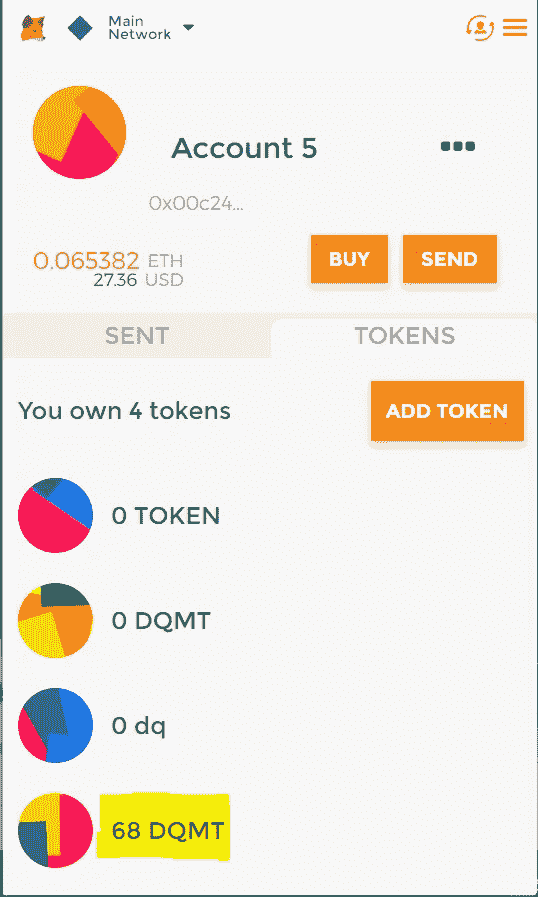 Main
Network
Account 5
0x00c24...
0.065382 ETH
27.36 USD
BUY
SEND
SENT
TOKENS
You own 4 tokens
ADD TOKEN
0 TOKEN
0 DQMT
0 dq
68 DQMT